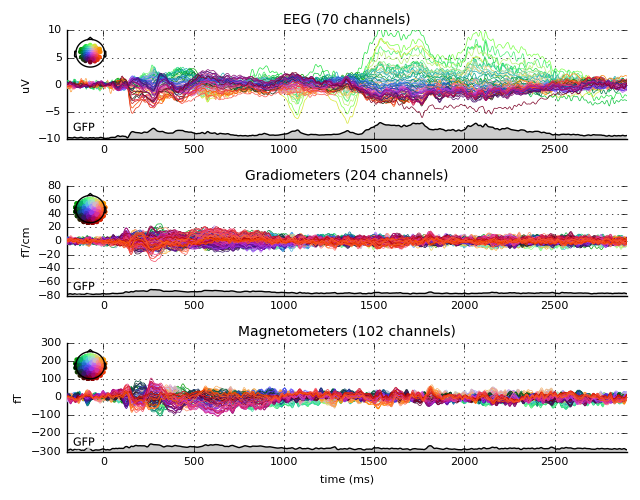 EEG (70 channels)
10
5
0
−5
−10
uV
GFP
0 500 1000 1500 2000 2500
Gradiometers (204 channels)
80
60
40
20
0
−20
−40
−60
−80
fT/cm
GFP
0 500 1000 1500 2000 2500
Magnetometers (102 channels)
300
200
100
0
−100
−200
−300
fT
GFP
0 500 1000 1500 2000 2500
time (ms)